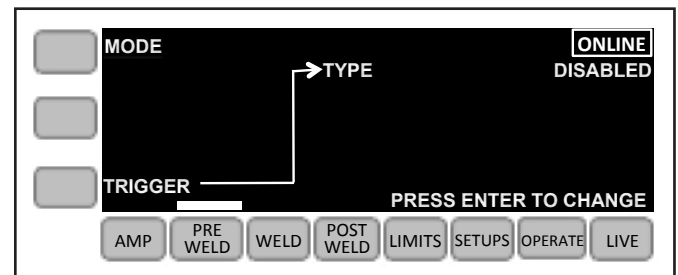 MODE ONLINE
TYPE DISABLED
TRIGGER
PRESS ENTER TO CHANGE
AMP PRE WELD WELD POST WELD LIMITS SETUPS OPERATE LIVE